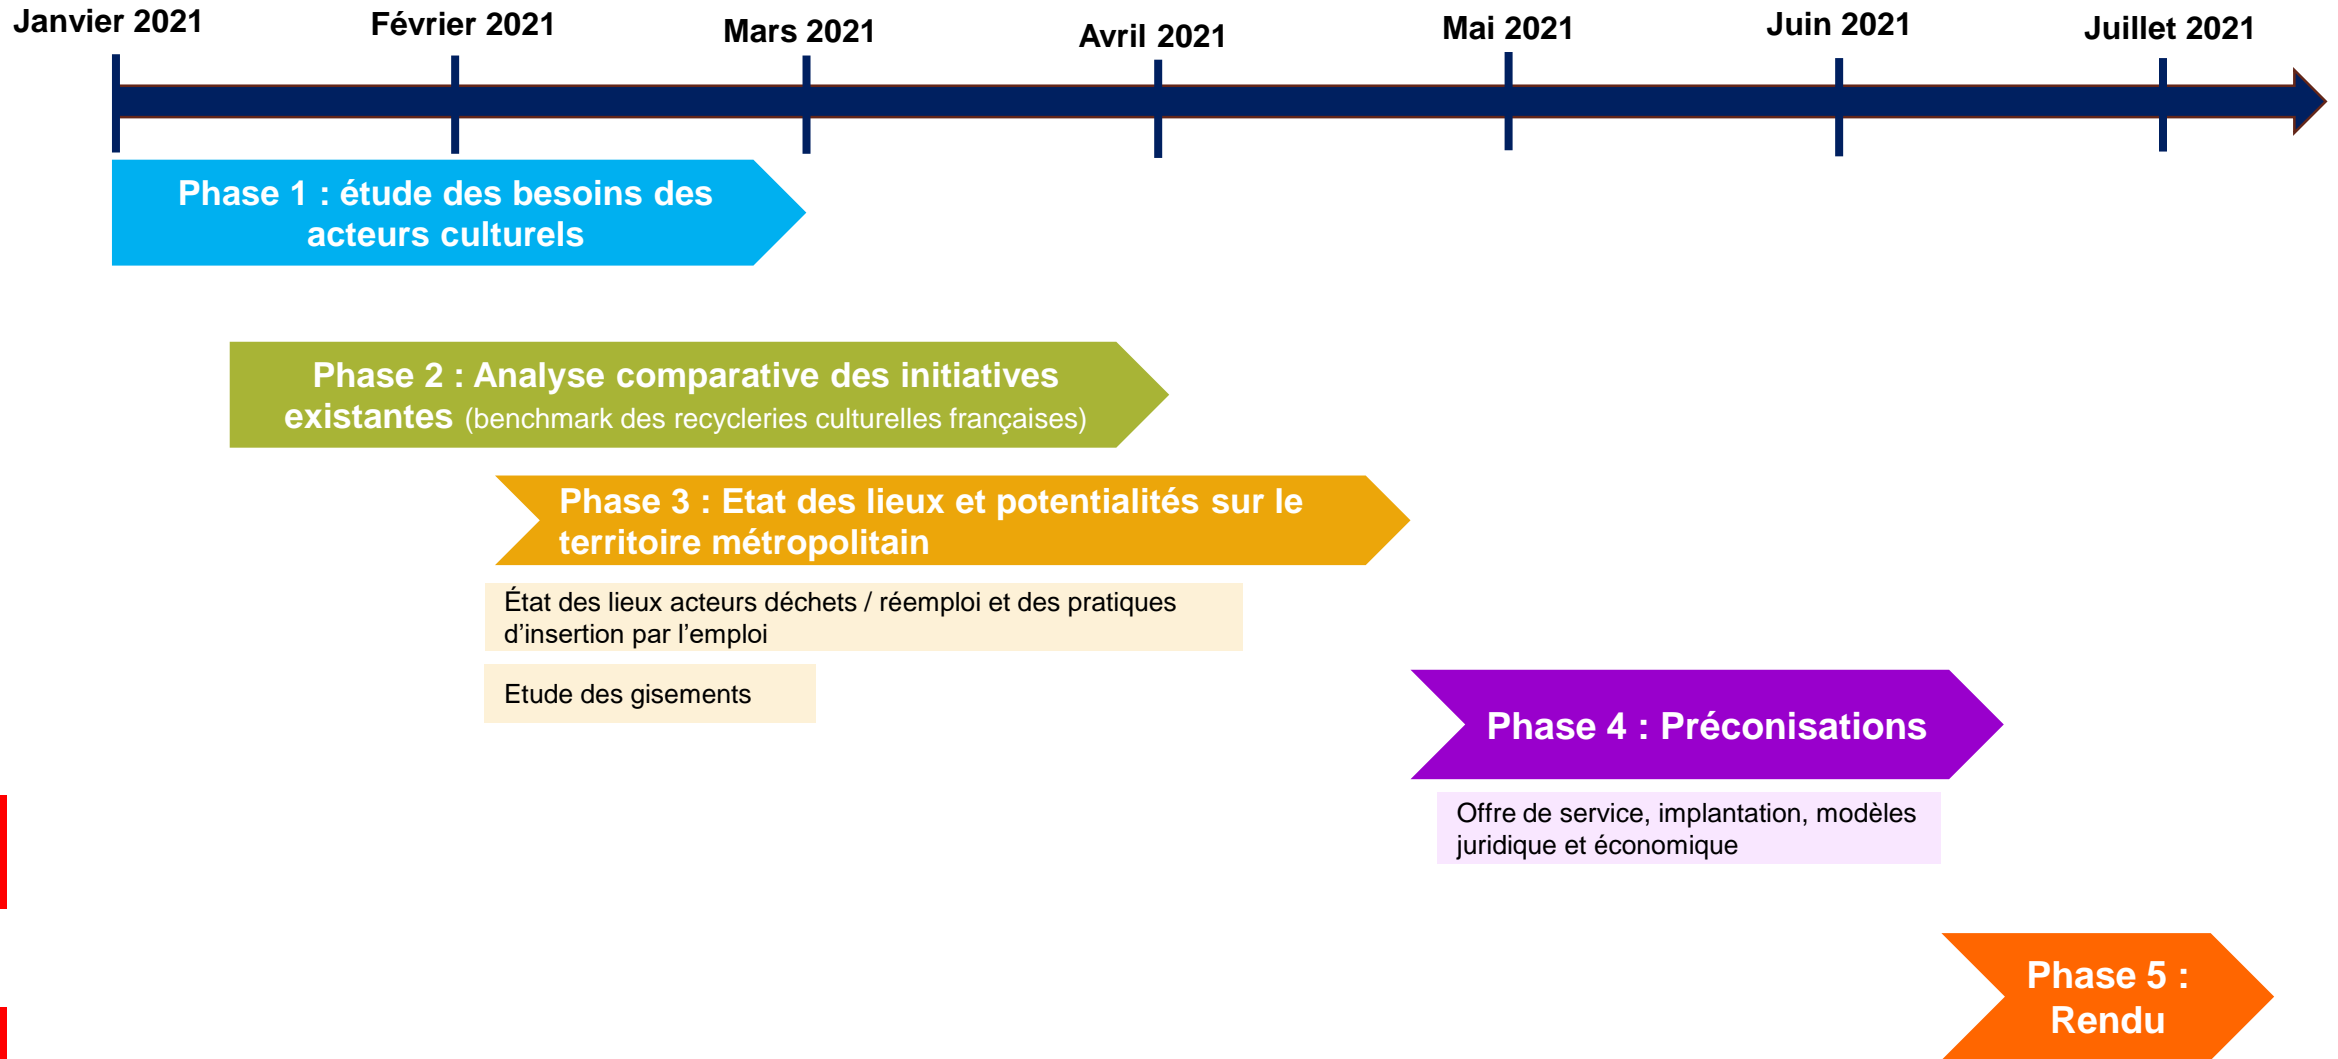 Janvier 2021
Février 2021
Mars 2021
Avril 2021
Mai 2021
Juin 2021
Juillet 2021
Phase 1 : étude des besoins des
acteurs culturels
Phase 2 : Analyse comparative des initiatives
existantes (benchmark des recycleries culturelles françaises)
Phase 3 : Etat des lieux et potentialités sur le
territoire métropolitain
État des lieux acteurs déchets / réemploi et des pratiques
d’insertion par l’emploi
Etude des gisements
Phase 4 : Préconisations
Offre de service, implantation, modèles
juridique et économique
Phase 5 :
Rendu